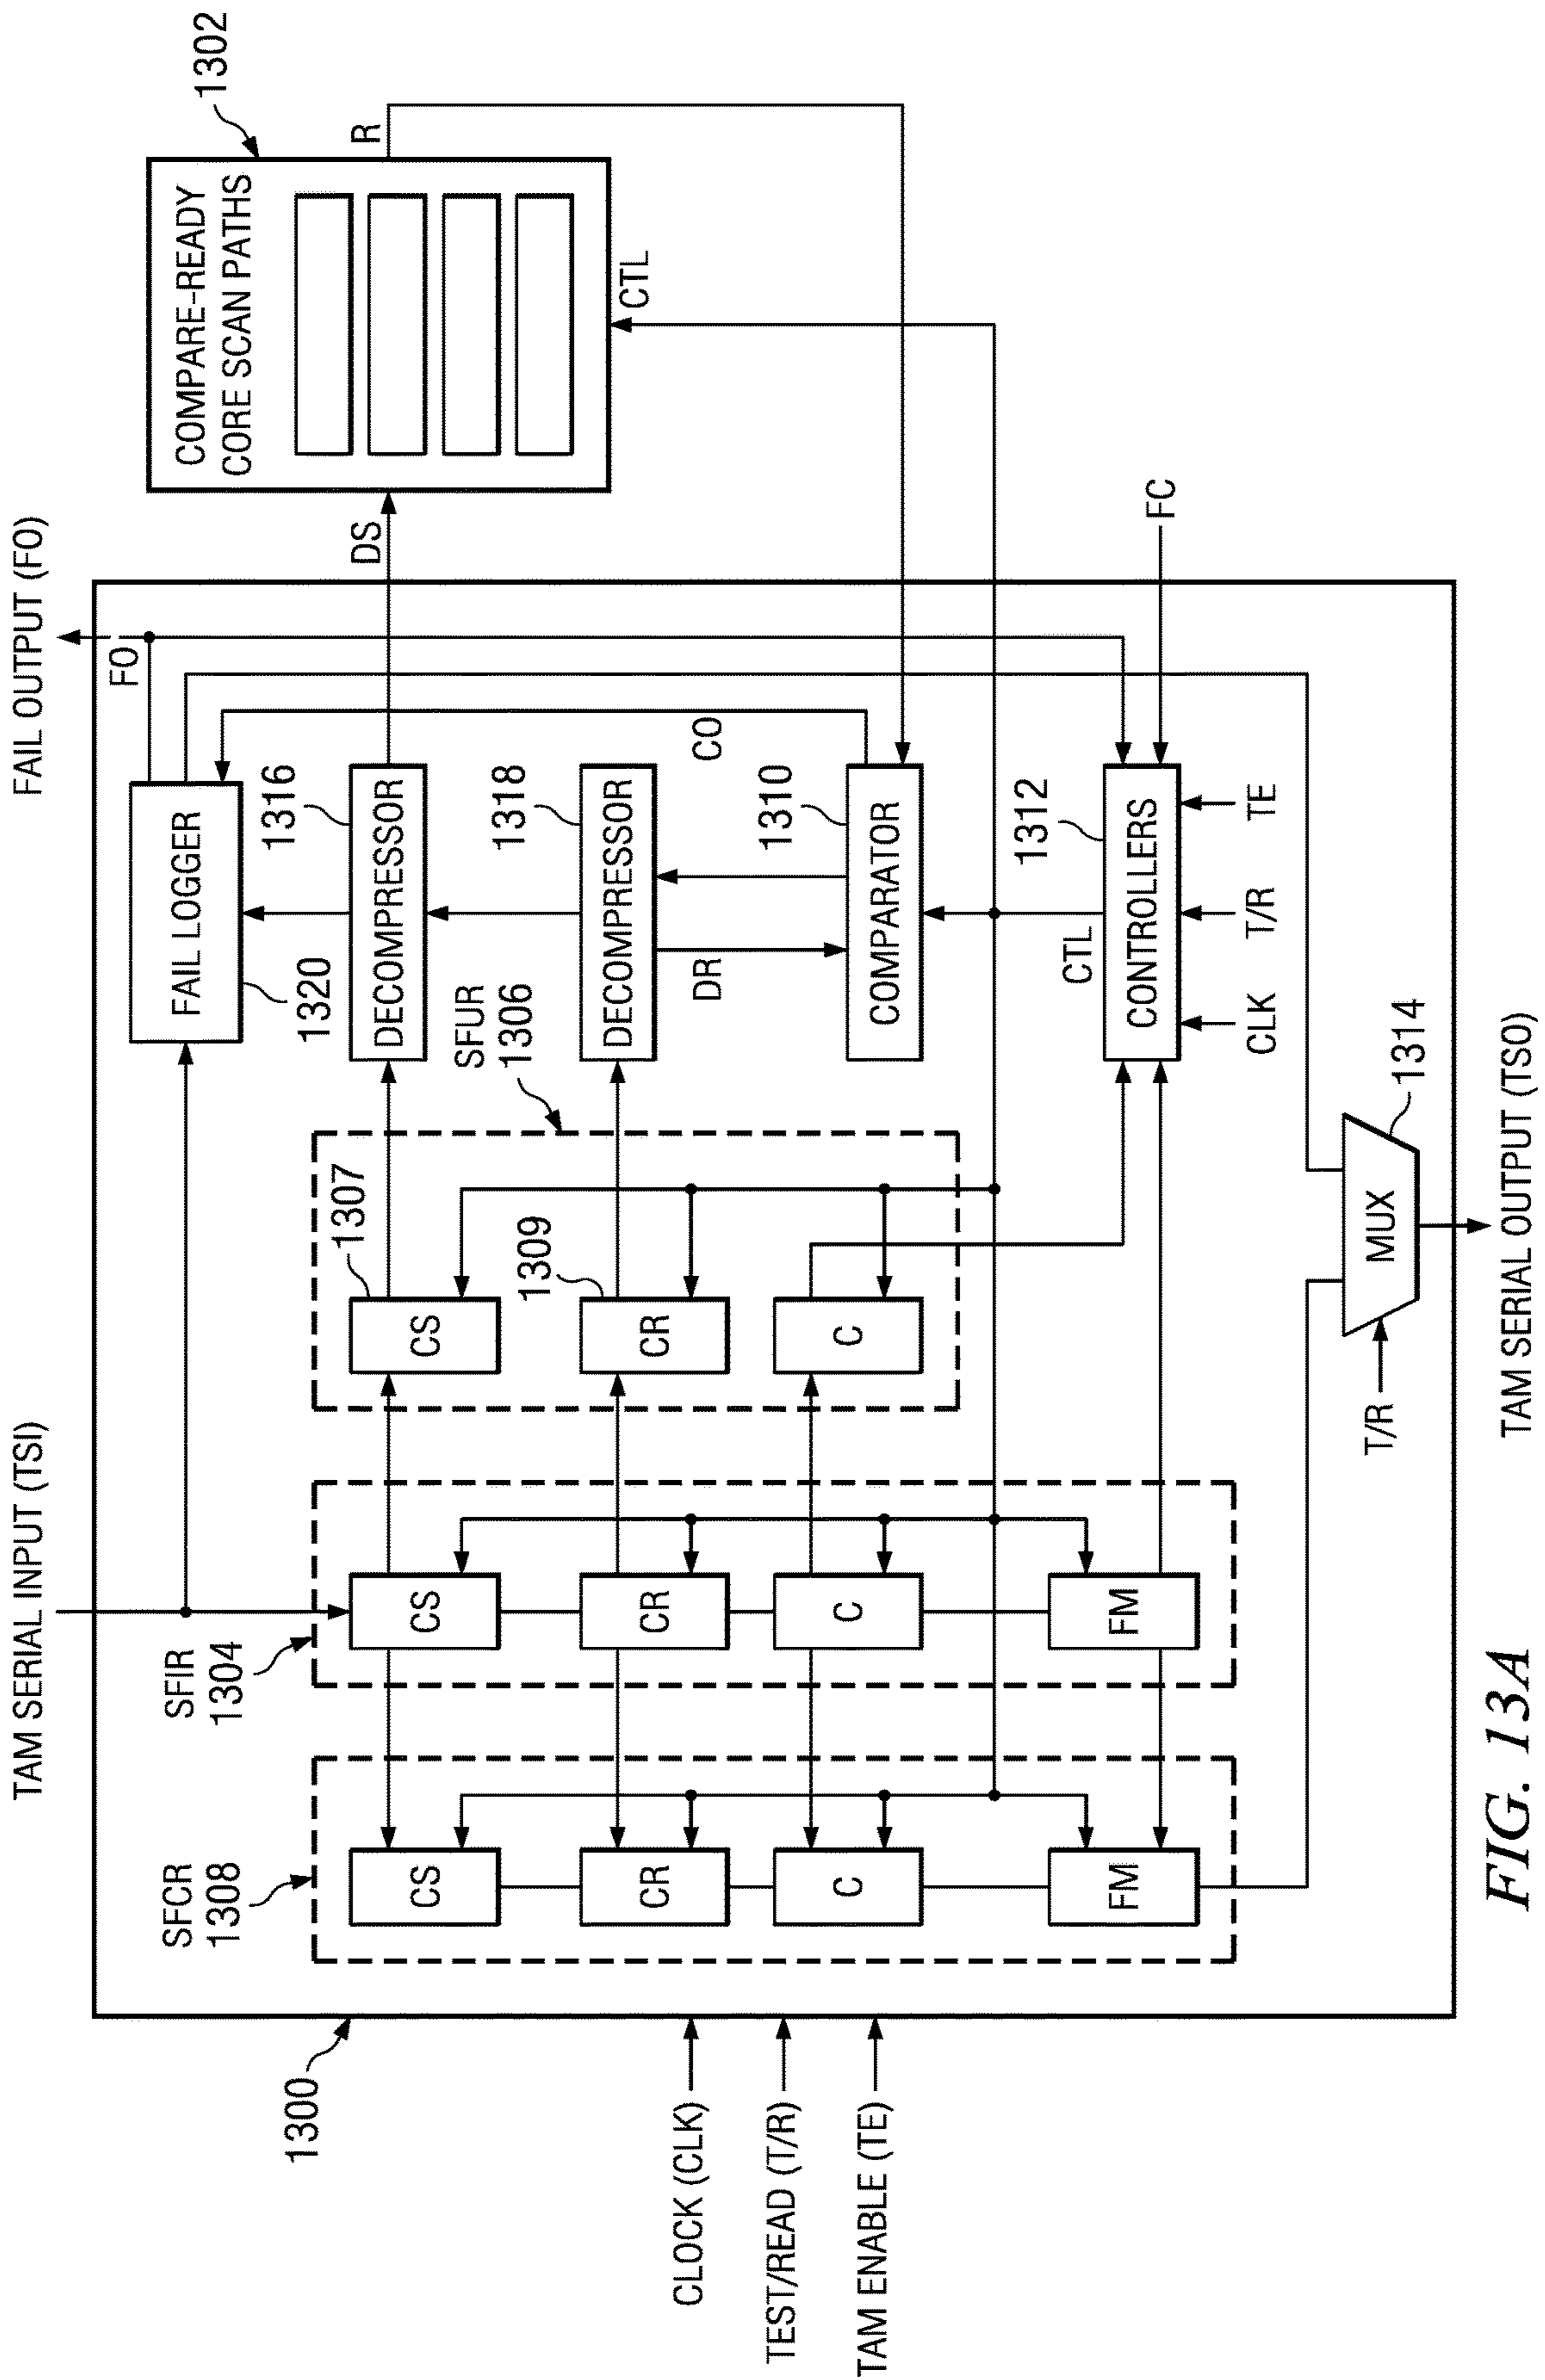 TAM SERIAL INPUT (TSI)
FAIL OUTPUT (FO)
1302
COMPARE-READY
CORE SCAN PATHS
R
FO
FAIL LOGGER
1320
DS
CTL
SFCR
1308
SFIR
1304
SFUR
1306
1307
1309
1316
1318
1310
1312
CS
CS
CS
DECOMPRESSOR
CR
CR
CR
DECOMPRESSOR
DR
CO
C
C
C
COMPARATOR
CTL
FM
FM
CONTROLLERS
CLK
T/R
TE
FC
1300
CLOCK (CLK)
TEST/READ (T/R)
TAM ENABLE (TE)
T/R
MUX
1314
TAM SERIAL OUTPUT (TSO)
FIG. 13A